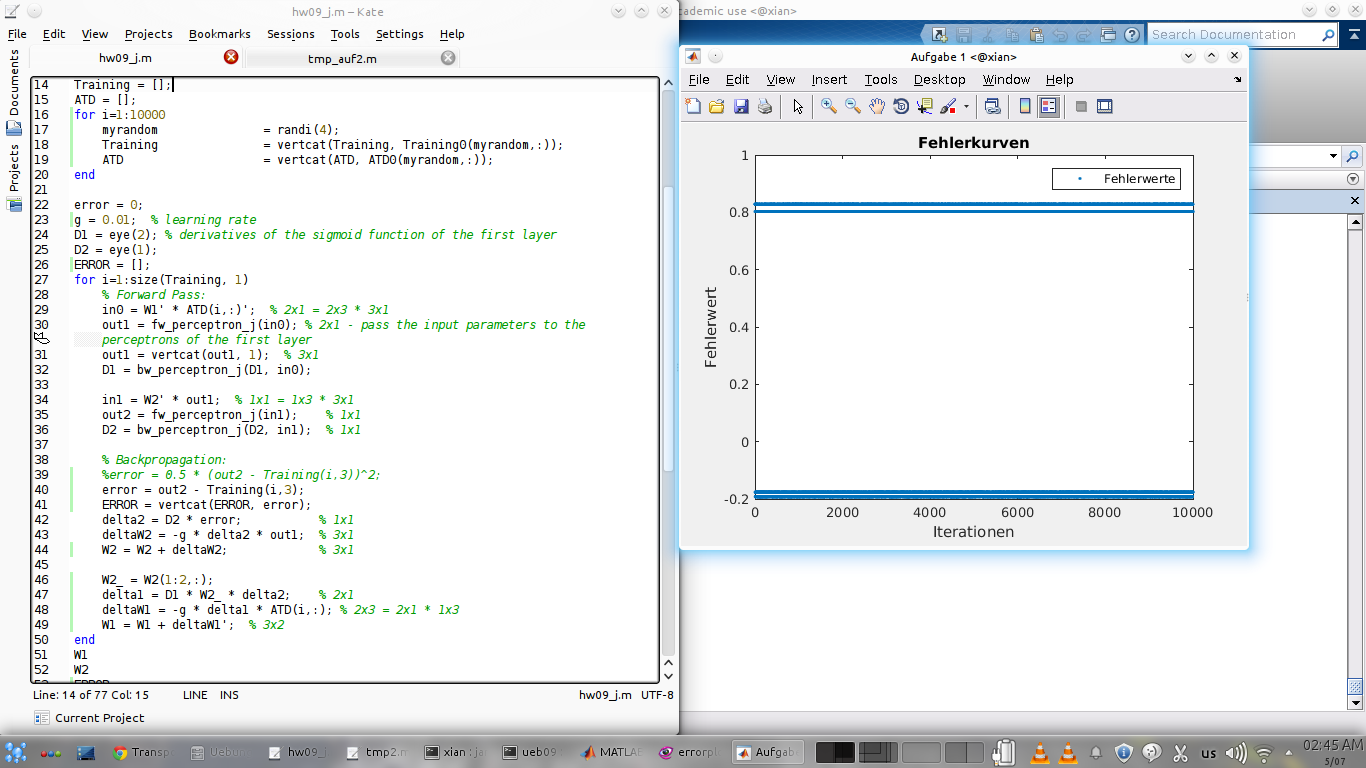 hw09_j.m – Kate
File Edit View Projects Bookmarks Sessions Tools Settings Help
hw09_j.m tmp_auf2.m
Documents
Projects
14 Training = [];
15 ATD = [];
16 for i=1:10000
17 myrandom = randi(4);
18 Training = vertcat(Training, Training0(myrandom,:));
19 ATD = vertcat(ATD, ATD0(myrandom,:));
20 end
21
22 error = 0;
23 g = 0.01; % learning rate
24 D1 = eye(2); % derivatives of the sigmoid function of the first layer
25 D2 = eye(1);
26 ERROR = [];
27 for i=1:size(Training, 1)
28 % Forward Pass:
29 in0 = W1' * ATD(i,:)'; % 2x1 = 2x3 * 3x1
30 out1 = fw_perceptron_j(in0); % 2x1 - pass the input parameters to the
perceptrons of the first layer
31 out1 = vertcat(out1, 1); % 3x1
32 D1 = bw_perceptron_j(D1, in0);
33
34 in1 = W2' * out1; % 1x1 = 1x3 * 3x1
35 out2 = fw_perceptron_j(in1); % 1x1
36 D2 = bw_perceptron_j(D2, in1); % 1x1
37
38 % Backpropagation:
39 %error = 0.5 * (out2 - Training(i,3))^2;
40 error = out2 - Training(i,3);
41 ERROR = vertcat(ERROR, error);
42 delta2 = D2 * error; % 1x1
43 deltaW2 = -g * delta2 * out1; % 3x1
44 W2 = W2 + deltaW2; % 3x1
45
46 W2_ = W2(1:2,:);
47 delta1 = D1 * W2_ * delta2; % 2x1
48 deltaW1 = -g * delta1 * ATD(i,:); % 2x3 = 2x1 * 1x3
49 W1 = W1 + deltaW1'; % 3x2
50 end
51 W1
52 W2
Line: 14 of 77 Col: 15 LINE INS hw09_j.m UTF-8
Current Project
cademic use <@xian>
Search Documentation
Aufgabe 1 <@xian>
File Edit View Insert Tools Desktop Window Help
Fehlerkurven
Fehlerwerte
1
0.8
0.6
0.4
0.2
0
-0.2
Fehlerwert
0 2000 4000 6000 8000 10000
Iterationen
Transp Uebu hw09_j tmp2.m xian : ja ueb09 MATLA errorpl Aufgab us 02:45 AM
5/07